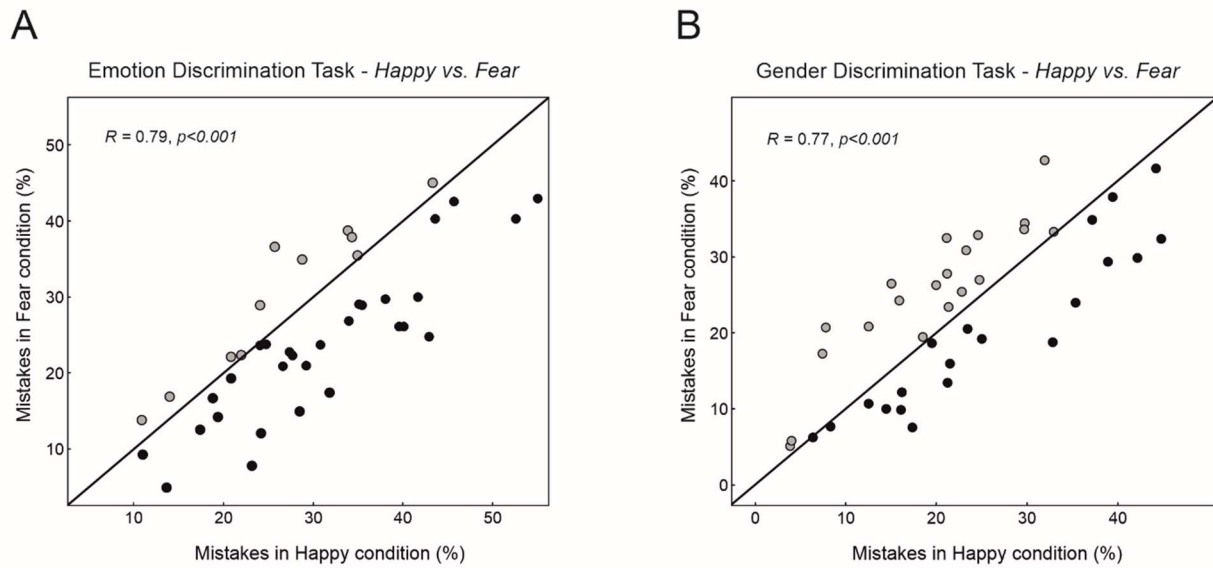 A
Emotion Discrimination Task - Happy vs. Fear
R = 0.79, p<0.001
Mistakes in Fear condition (%)
50
40
30
20
10
10 20 30 40 50
Mistakes in Happy condition (%)
B
Gender Discrimination Task - Happy vs. Fear
R = 0.77, p<0.001
Mistakes in Fear condition (%)
40
30
20
10
0
0 10 20 30 40
Mistakes in Happy condition (%)